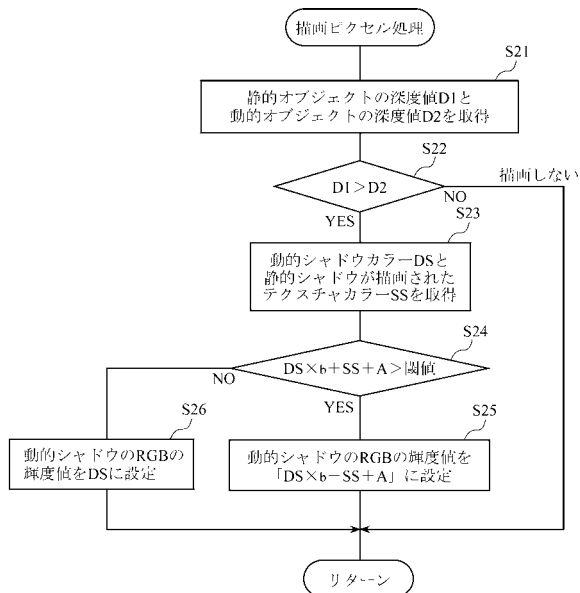 描画ピクセル処理
S21
静的オブジェクトの深度値D1と
動的オブジェクトの深度値D2を取得
S22
D1＞D2
描画しない
NO
YES
S23
動的シャドウカラーDSと
静的シャドウが描画された
テクスチャカラーSSを取得
S24
DS×b＋SS＋A＞閾値
NO
YES
S26
S25
動的シャドウのRGBの
輝度値をDSに設定
動的シャドウのRGBの輝度値を
「DS×b－SS＋A」に設定
リターン